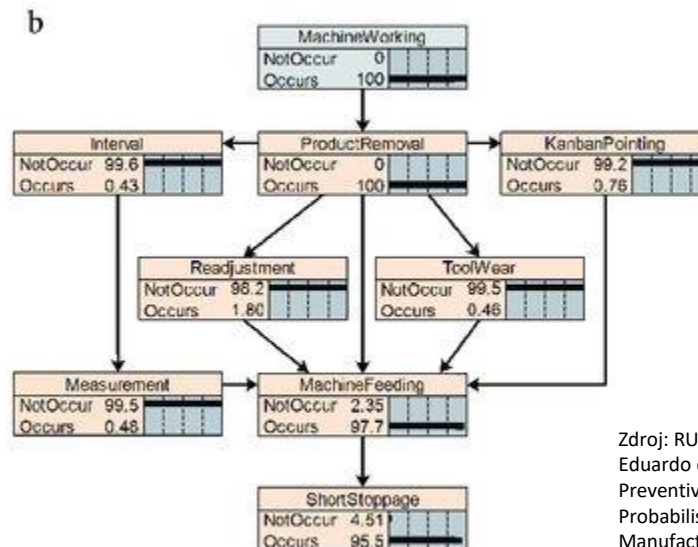 b
MachineWorking
NotOccur 0
Occurs 100
Interval
NotOccur 99.6
Occurs 0.43
ProductRemoval
NotOccur 0
Occurs 100
KanbanPointing
NotOccur 99.2
Occurs 0.76
Readjustment
NotOccur 98.2
Occurs 1.80
ToolWear
NotOccur 99.5
Occurs 0.46
Measurement
NotOccur 99.5
Occurs 0.46
MachineFeeding
NotOccur 2.35
Occurs 97.7
ShortStoppage
NotOccur 4.51
Occurs 95.5
Zdroj: RU
Eduardo
Preventiv
Probabilis
Manufact